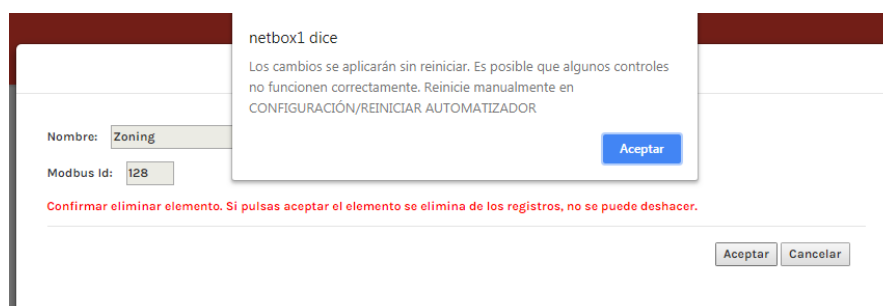 netbox1 dice
Los cambios se aplicarán sin reiniciar. Es posible que algunos controles
no funcionen correctamente. Reinicie manualmente en
CONFIGURACIÓN/REINICIAR AUTOMATIZADOR
Aceptar
Nombre: Zoning
Modbus Id: 128
Confirmar eliminar elemento. Si pulsas aceptar el elemento se elimina de los registros, no se puede deshacer.
Aceptar Cancelar